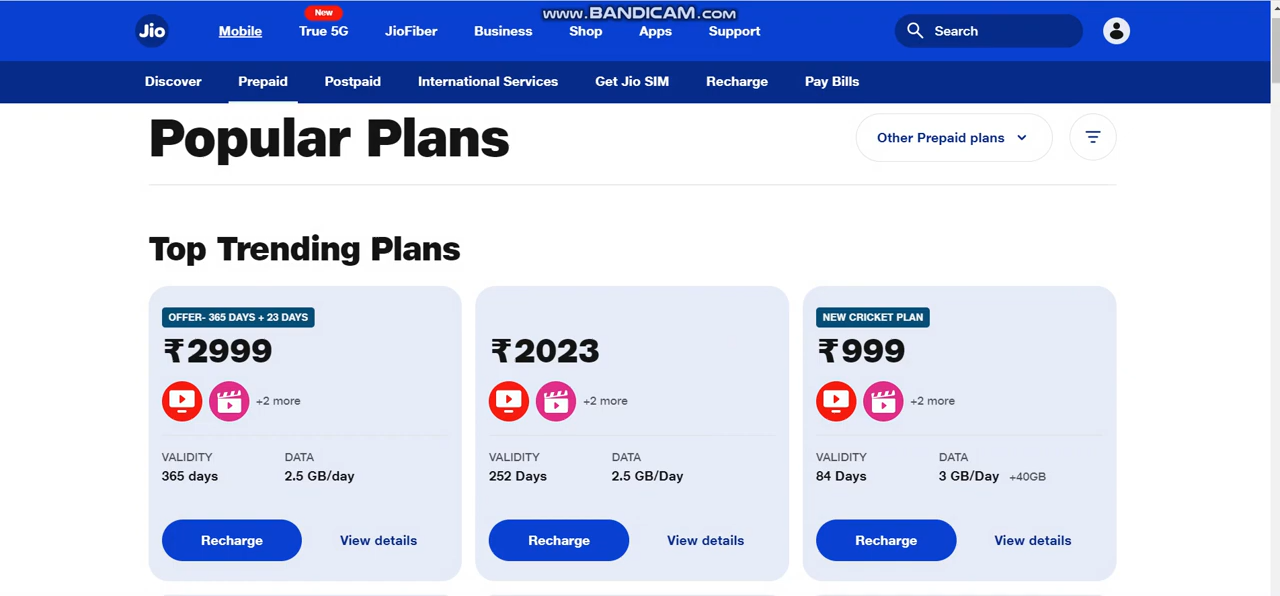 www.BANDICAM.com
New
Jio Mobile True 5G JioFiber Business Shop Apps Support Search
Discover Prepaid Postpaid International Services Get Jio SIM Recharge Pay Bills
Popular Plans
Other Prepaid plans
Top Trending Plans
OFFER- 365 DAYS + 23 DAYS
₹2999
+2 more
VALIDITY DATA
365 days 2.5 GB/day
Recharge View details
₹2023
+2 more
VALIDITY DATA
252 Days 2.5 GB/Day
Recharge View details
NEW CRICKET PLAN
₹999
+2 more
VALIDITY DATA
84 Days 3 GB/Day +40GB
Recharge View details